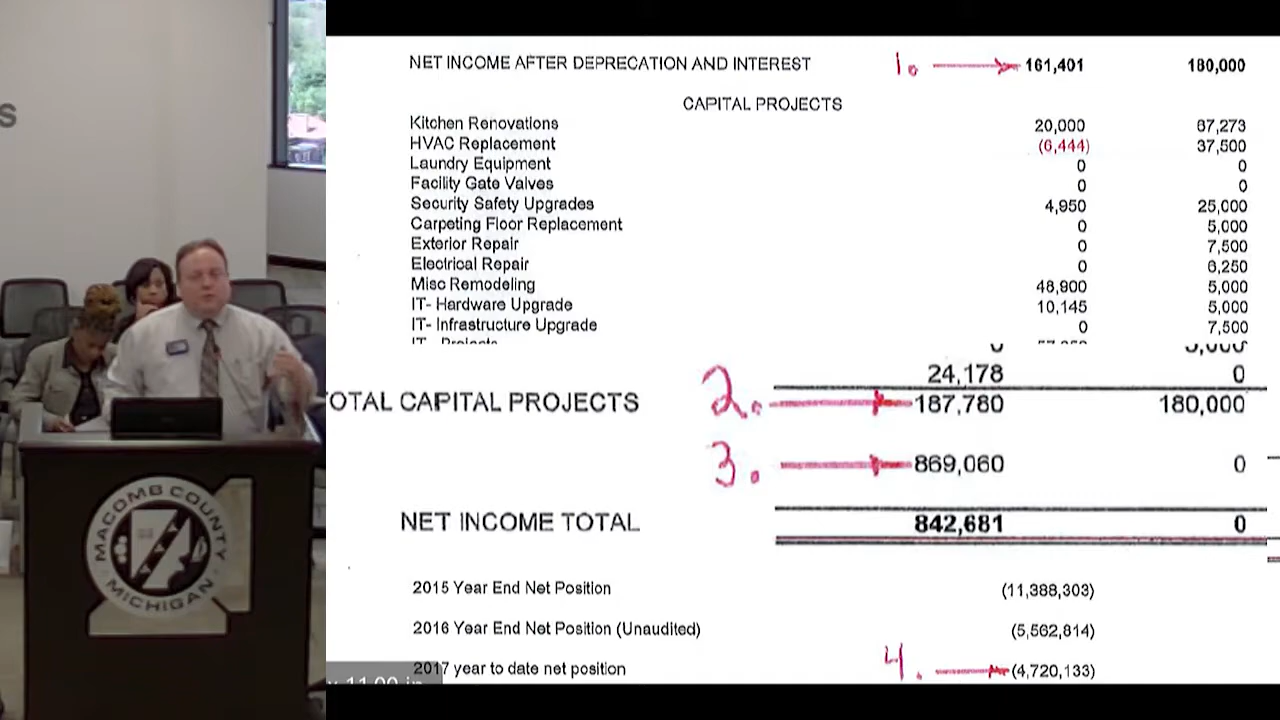 S
NET INCOME AFTER DEPRECATION AND INTEREST 1. 161,401 180,000
CAPITAL PROJECTS
Kitchen Renovations 20,000 67,273
HVAC Replacement (6,444) 37,500
Laundry Equipment 0 0
Facility Gate Valves 0 0
Security Safety Upgrades 4,950 25,000
Carpeting Floor Replacement 0 5,000
Exterior Repair 0 7,500
Electrical Repair 0 6,250
Misc Remodeling 48,900 5,000
IT- Hardware Upgrade 10,145 5,000
IT- Infrastructure Upgrade 0 7,500
IT - Projects
24,178 0
OTAL CAPITAL PROJECTS 2. 187,780 180,000
3. 869,060 0
NET INCOME TOTAL 842,681 0
2015 Year End Net Position (11,388,303)
2016 Year End Net Position (Unaudited) (5,562,814)
2017 year to date net position 4. (4,720,133)
MACOMB COUNTY
MICHIGAN